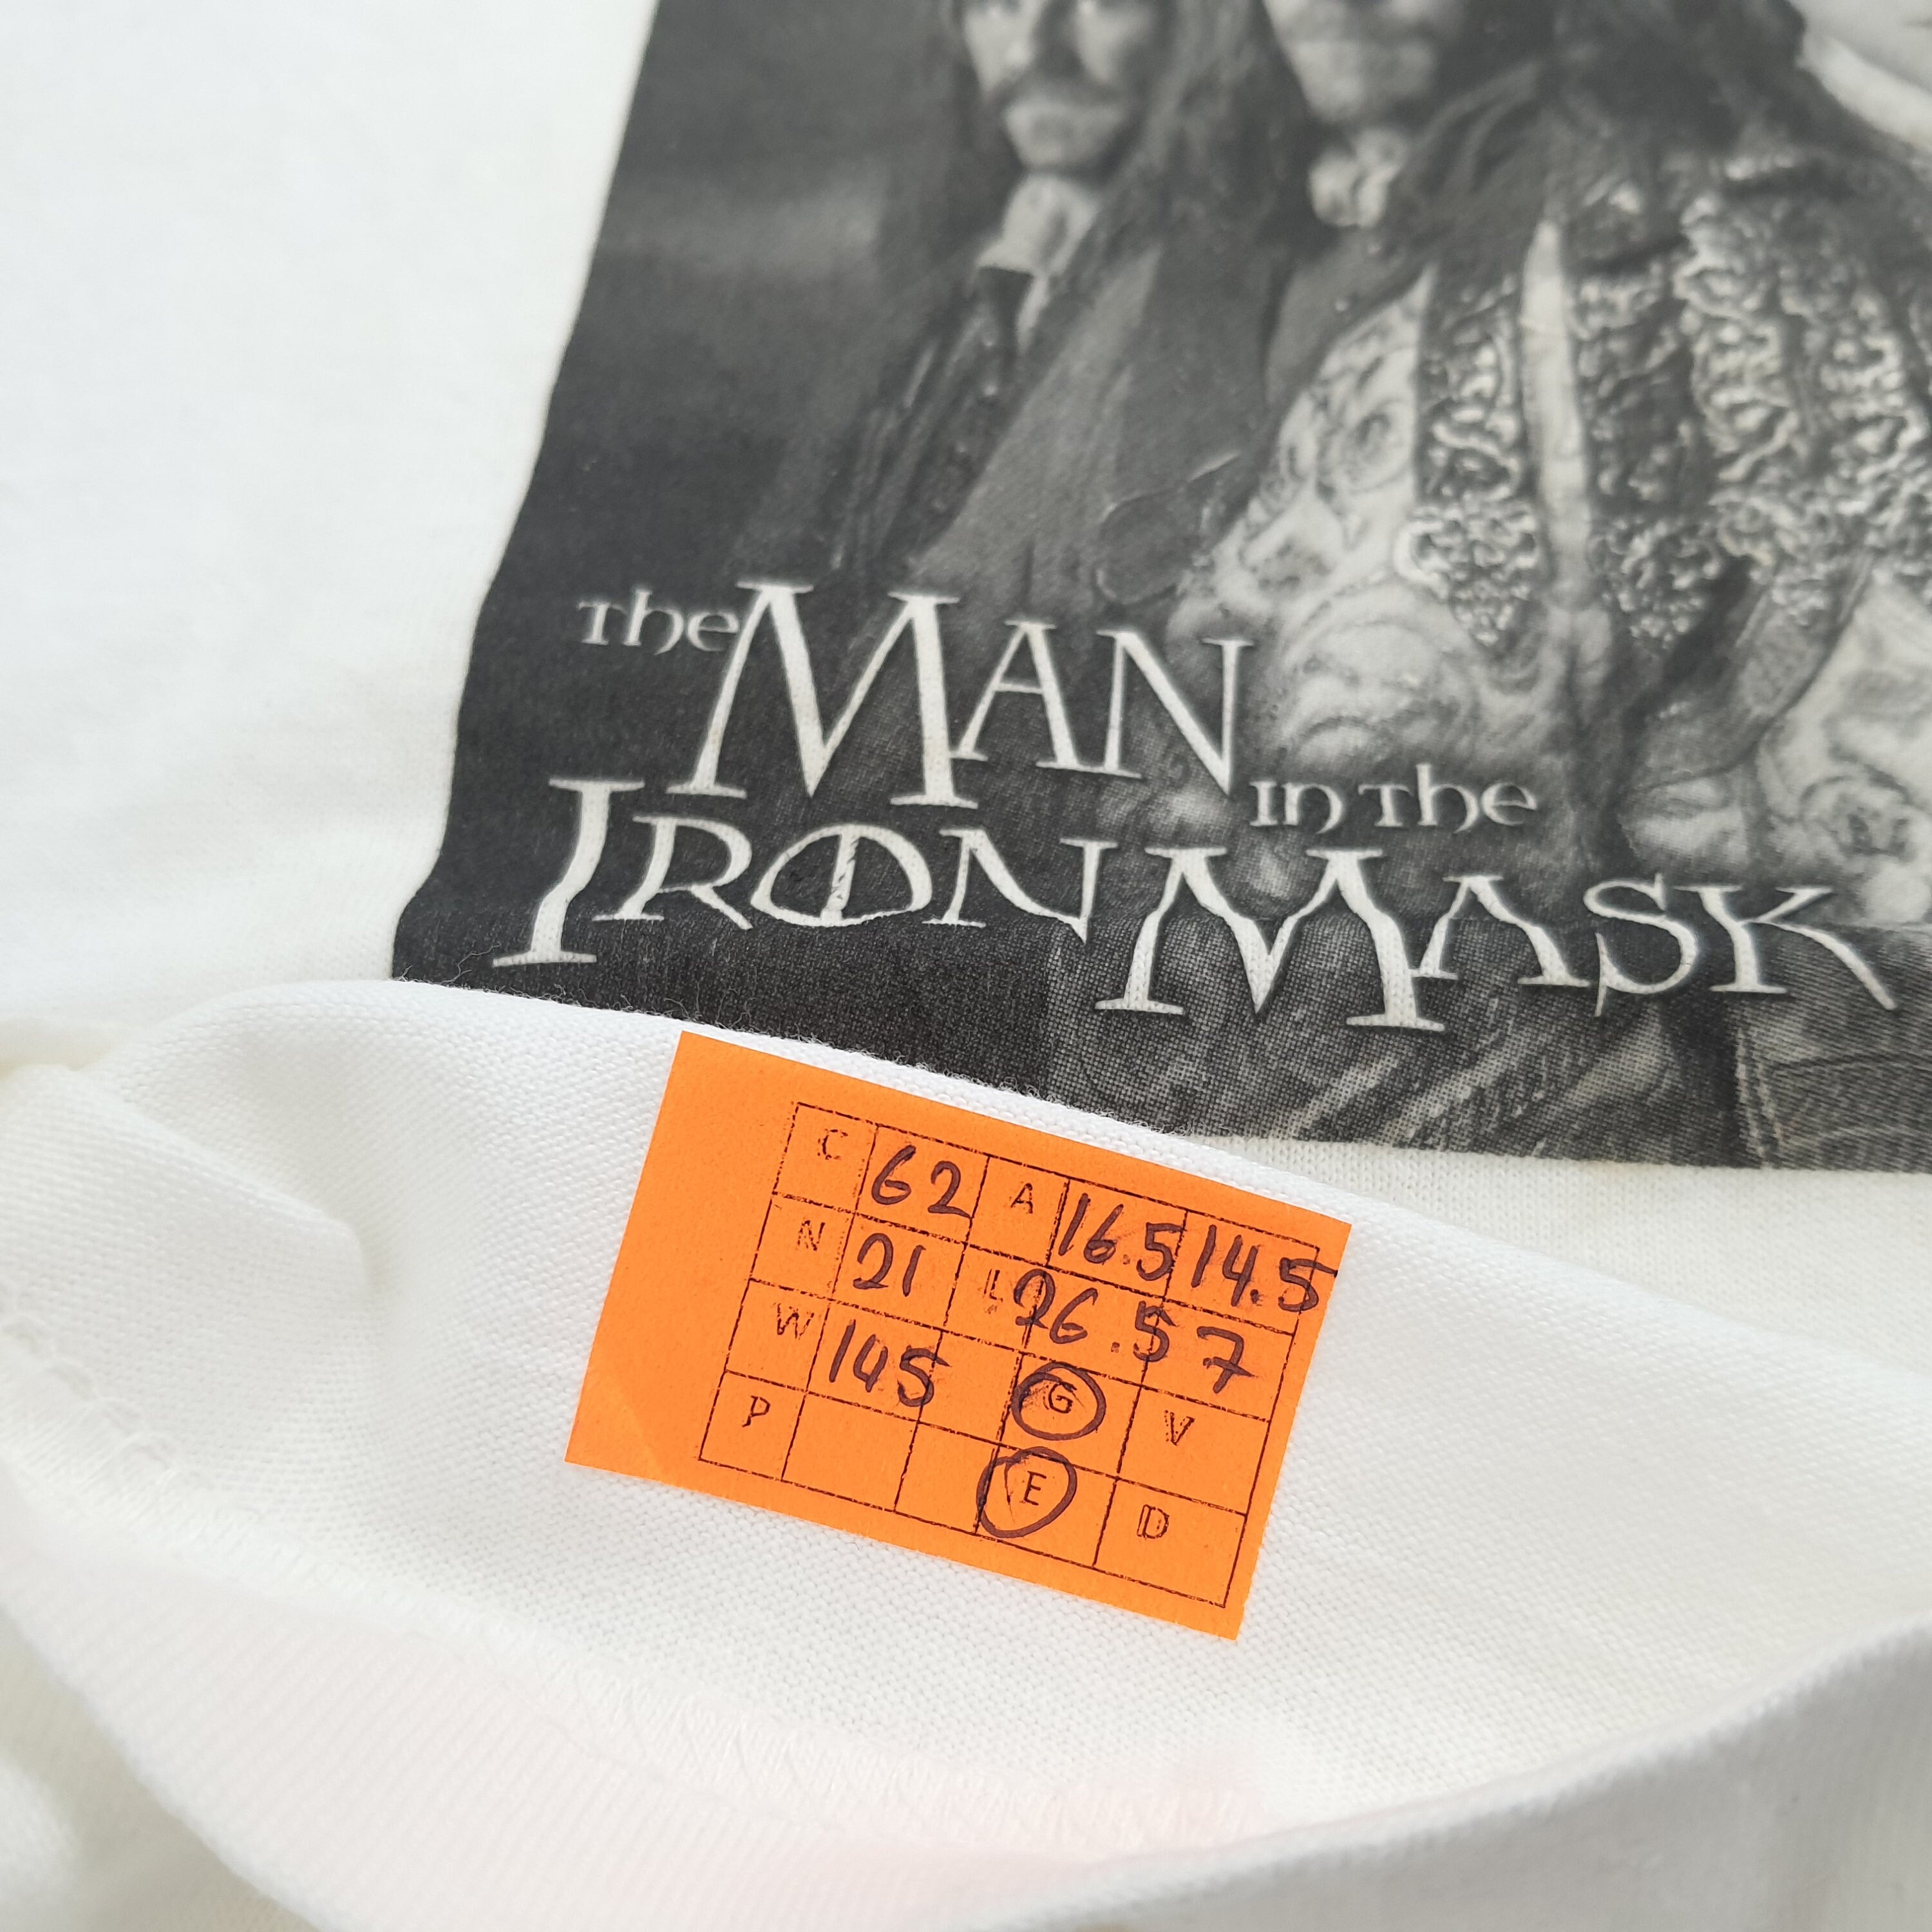 The MAN in the
IRON MASK
C 62 A 16.5 14.5
N 21 L 26.5 7
W 145 G V
P E D